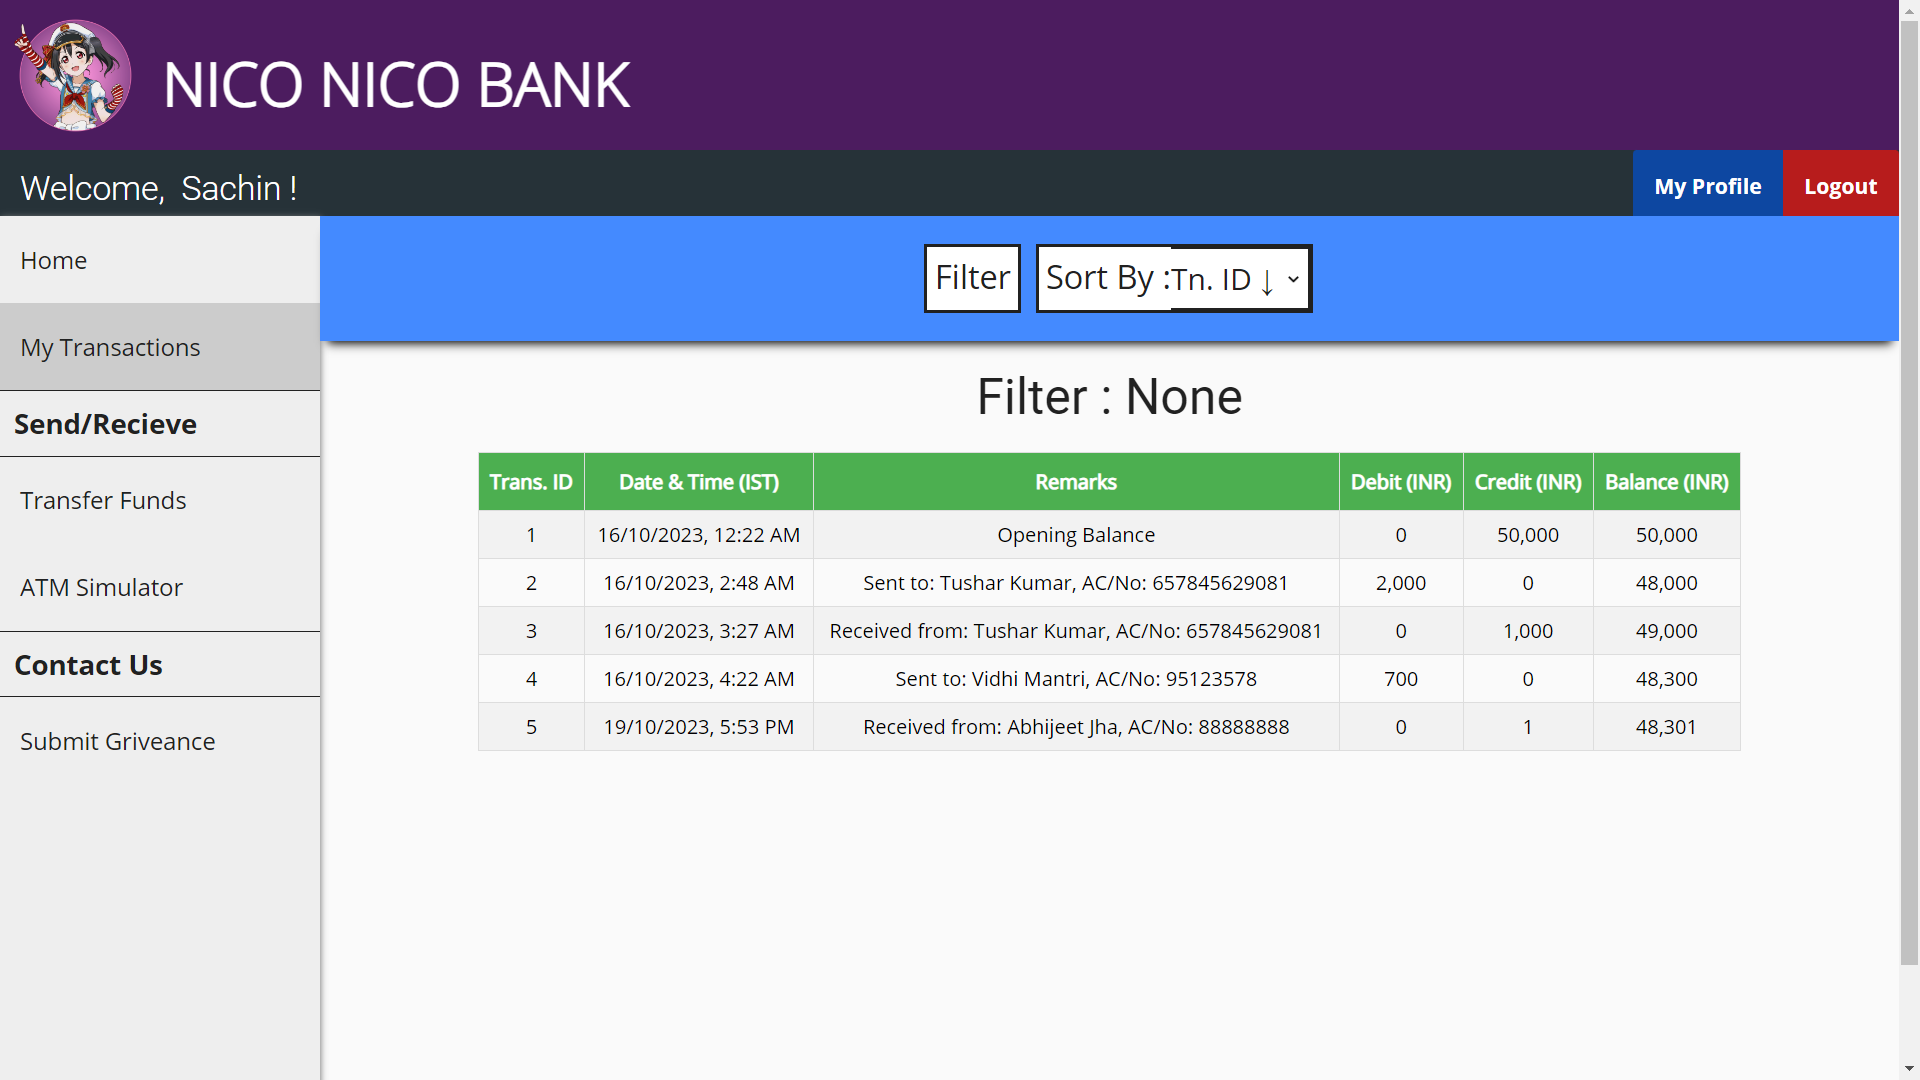 NICO NICO BANK
Welcome, Sachin !
My Profile
Logout
Home
My Transactions
Send/Recieve
Transfer Funds
ATM Simulator
Contact Us
Submit Griveance
Filter
Sort By :Tn. ID ↓
Filter : None
Trans. ID Date & Time (IST) Remarks Debit (INR) Credit (INR) Balance (INR)
1 16/10/2023, 12:22 AM Opening Balance 0 50,000 50,000
2 16/10/2023, 2:48 AM Sent to: Tushar Kumar, AC/No: 657845629081 2,000 0 48,000
3 16/10/2023, 3:27 AM Received from: Tushar Kumar, AC/No: 657845629081 0 1,000 49,000
4 16/10/2023, 4:22 AM Sent to: Vidhi Mantri, AC/No: 95123578 700 0 48,300
5 19/10/2023, 5:53 PM Received from: Abhijeet Jha, AC/No: 88888888 0 1 48,301